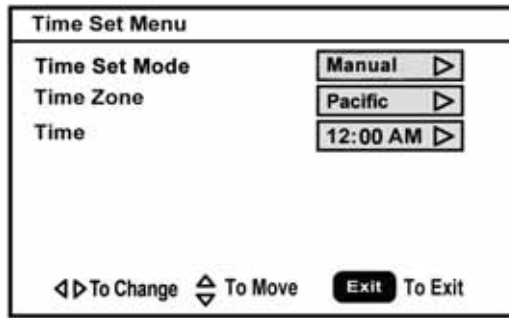 Time Set Menu
Time Set Mode Manual
Time Zone Pacific
Time 12:00 AM
To Change To Move Exit To Exit